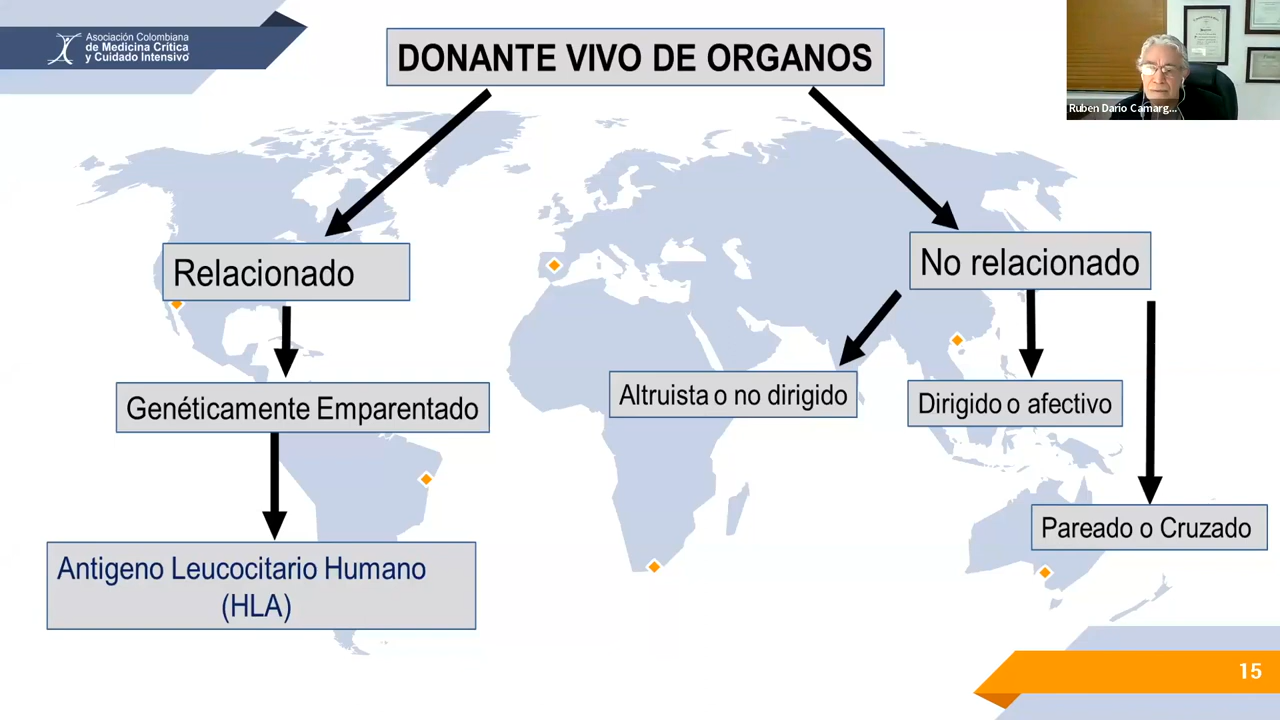 Asociación Colombiana
de Medicina Crítica
y Cuidado Intensivo
DONANTE VIVO DE ORGANOS
Ruben Dario Camarg...
Relacionado
No relacionado
Genéticamente Emparentado
Altruista o no dirigido
Dirigido o afectivo
Pareado o Cruzado
Antigeno Leucocitario Humano
(HLA)
15